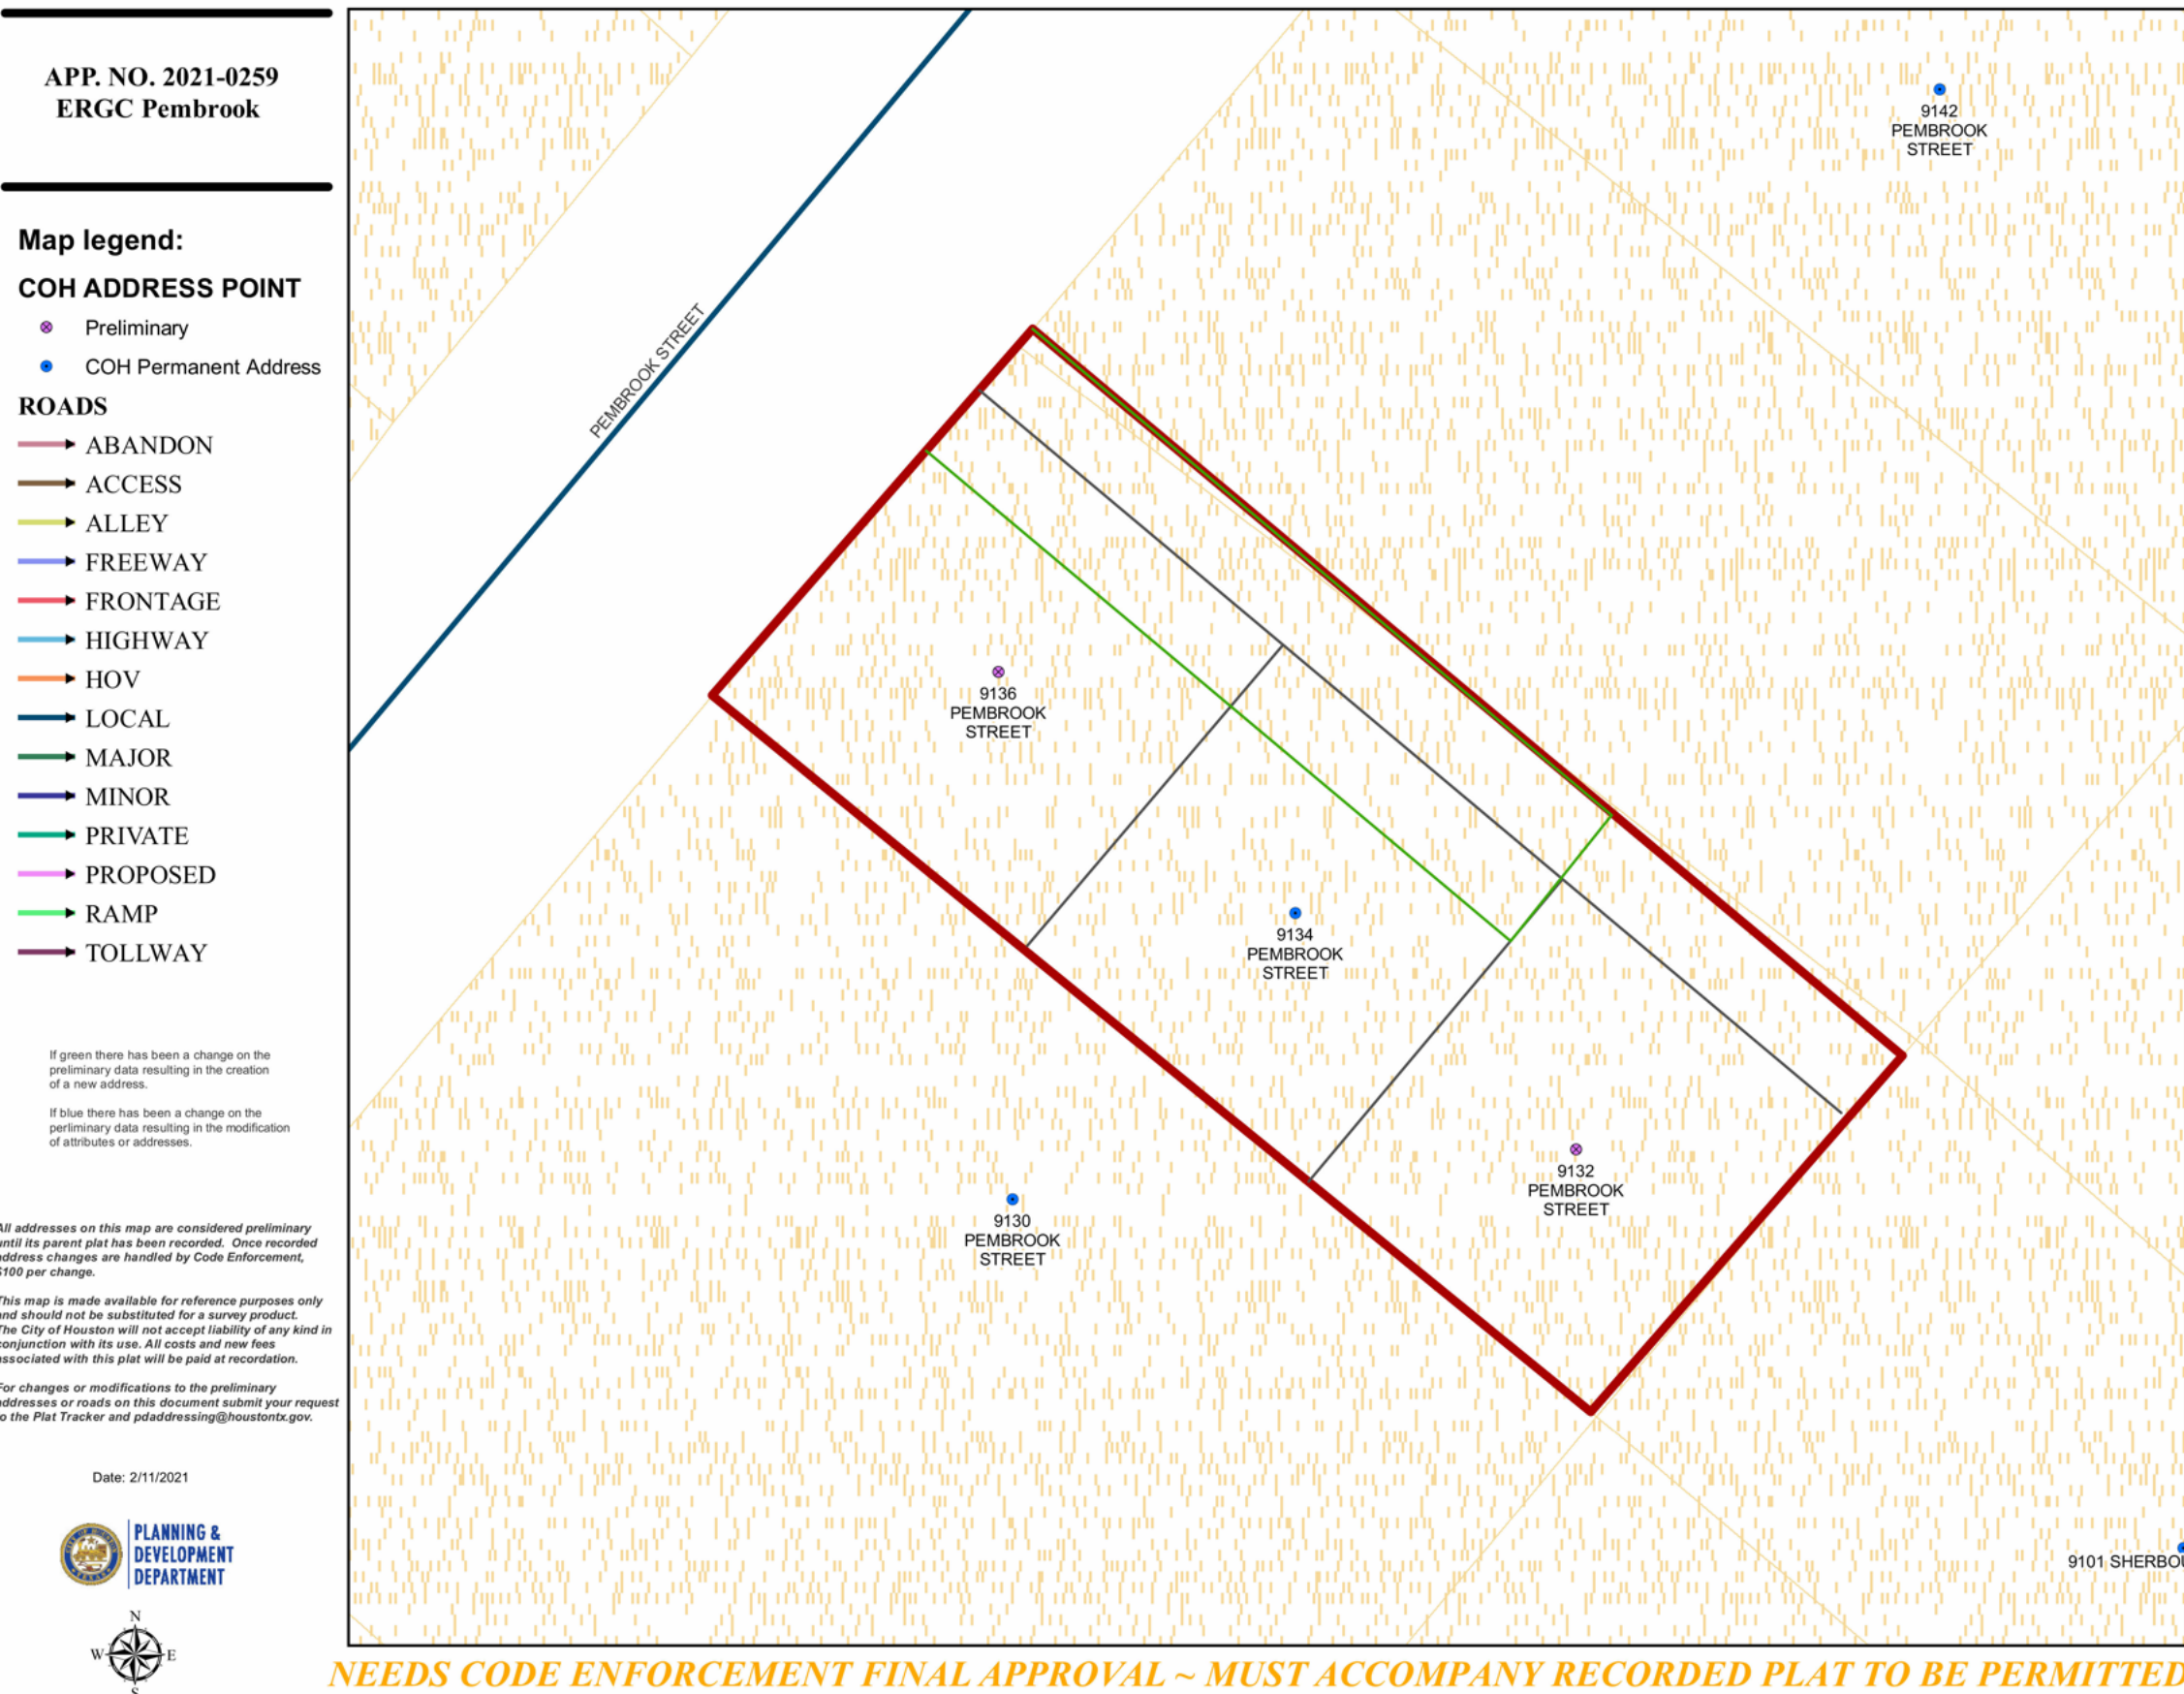 APP. NO. 2021-0259
ERGC Pembrook
Map legend:
COH ADDRESS POINT
Preliminary
COH Permanent Address
ROADS
ABANDON
ACCESS
ALLEY
FREEWAY
FRONTAGE
HIGHWAY
HOV
LOCAL
MAJOR
MINOR
PRIVATE
PROPOSED
RAMP
TOLLWAY
If green there has been a change on the
preliminary data resulting in the creation
of a new address.
If blue there has been a change on the
perliminary data resulting in the modification
of attributes or addresses.
All addresses on this map are considered preliminary
until its parent plat has been recorded. Once recorded
address changes are handled by Code Enforcement,
$100 per change.
This map is made available for reference purposes only
and should not be substituted for a survey product.
The City of Houston will not accept liability of any kind in
conjunction with its use. All costs and new fees
associated with this plat will be paid at recordation.
For changes or modifications to the preliminary
addresses or roads on this document submit your request
to the Plat Tracker and pdaddressing@houstontx.gov.
Date: 2/11/2021
PLANNING &
DEVELOPMENT
DEPARTMENT
N
W E
S
PEMBROOK STREET
9142
PEMBROOK
STREET
9136
PEMBROOK
STREET
9134
PEMBROOK
STREET
9132
PEMBROOK
STREET
9130
PEMBROOK
STREET
9101 SHERBOU
NEEDS CODE ENFORCEMENT FINAL APPROVAL ~ MUST ACCOMPANY RECORDED PLAT TO BE PERMITTED